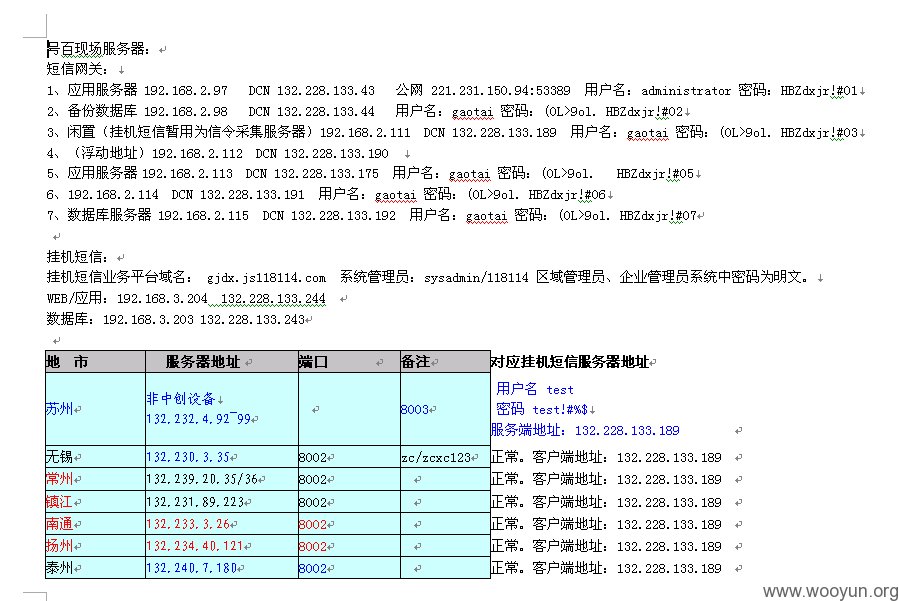 号百现场服务器：
短信网关：
1、应用服务器 192.168.2.97 DCN 132.228.133.43 公网 221.231.150.94:53389 用户名：administrator 密码：HBZdxjr!#01
2、备份数据库 192.168.2.98 DCN 132.228.133.44 用户名：gaotai 密码：(OL>9ol. HBZdxjr!#02
3、闲置（挂机短信暂用为信令采集服务器）192.168.2.111 DCN 132.228.133.189 用户名：gaotai 密码：(OL>9ol. HBZdxjr!#03
4、（浮动地址）192.168.2.112 DCN 132.228.133.190
5、应用服务器 192.168.2.113 DCN 132.228.133.175 用户名：gaotai 密码：(OL>9ol. HBZdxjr!#05
6、192.168.2.114 DCN 132.228.133.191 用户名：gaotai 密码：(OL>9ol. HBZdxjr!#06
7、数据库服务器 192.168.2.115 DCN 132.228.133.192 用户名：gaotai 密码：(OL>9ol. HBZdxjr!#07
挂机短信：
挂机短信业务平台域名： gjdx.js118114.com 系统管理员：sysadmin/118114 区域管理员、企业管理员系统中密码为明文。
WEB/应用：192.168.3.204 132.228.133.244
数据库：192.168.3.203 132.228.133.243
地 市 服务器地址 端口 备注 对应挂机短信服务器地址
用户名 test
非中创设备
苏州 132.232.4.92~99 8003 密码 test!#%$
服务端地址：132.228.133.189
无锡 132.230.3.35 8002 zc/zcxc123 正常。客户端地址：132.228.133.189
常州 132.239.20.35/36 8002 正常。客户端地址：132.228.133.189
镇江 132.231.89.223 8002 正常。客户端地址：132.228.133.189
南通 132.233.3.26 8002 正常。客户端地址：132.228.133.189
扬州 132.234.40.121 8002 正常。客户端地址：132.228.133.189
泰州 132.240.7.180 8002 正常。客户端地址：132.228.133.189
www.wooyun.org